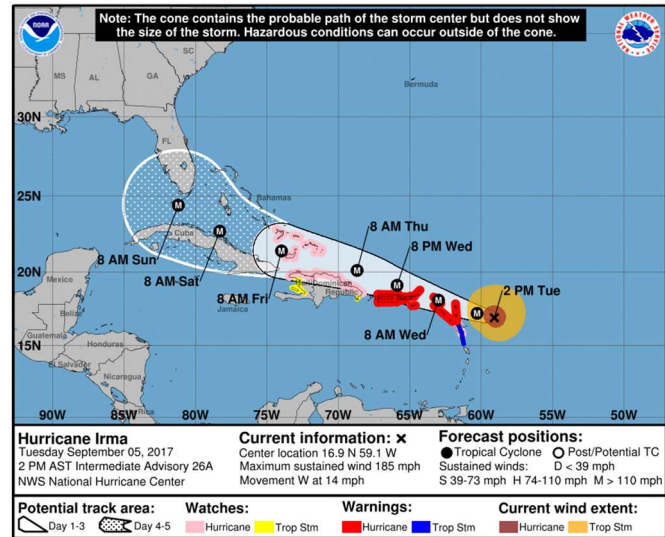 Note: The cone contains the probable path of the storm center but does not show
the size of the storm. Hazardous conditions can occur outside of the cone.
NOAA
NATIONAL WEATHER SERVICE
SC
MS AL GA
Bermuda
30N
FL
25N
Bahamas
8 AM Thu
8 PM Wed
Cuba
8 AM Sun
8 AM Sat
8 AM Fri
2 PM Tue
20N
Mexico
Dominican
Republic
Jamaica
8 AM Wed
Belize
Guatemala
Honduras
15N
El Salvador
Nicaragua
Rica
M M M M M M M M
90W 85W 80W 75W 70W 65W 60W 55W 50W
Hurricane Irma
Tuesday September 05, 2017
2 PM AST Intermediate Advisory 26A
NWS National Hurricane Center
Current information: x
Center location 16.9 N 59.1 W
Maximum sustained wind 185 mph
Movement W at 14 mph
Forecast positions:
Tropical Cyclone Post/Potential TC
Sustained winds: D < 39 mph
S 39-73 mph H 74-110 mph M > 110 mph
Potential track area:
Day 1-3 Day 4-5
Watches:
Hurricane Trop Stm
Warnings:
Hurricane Trop Stm
Current wind extent:
Hurricane Trop Stm